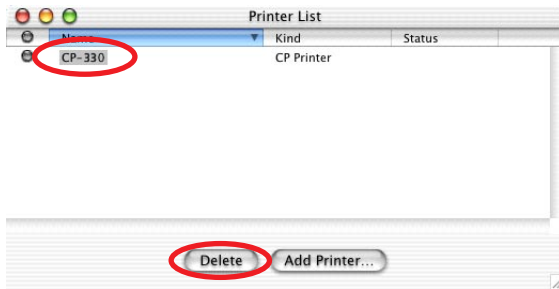 Printer List
Name Kind Status
CP-330 CP Printer
Delete Add Printer...